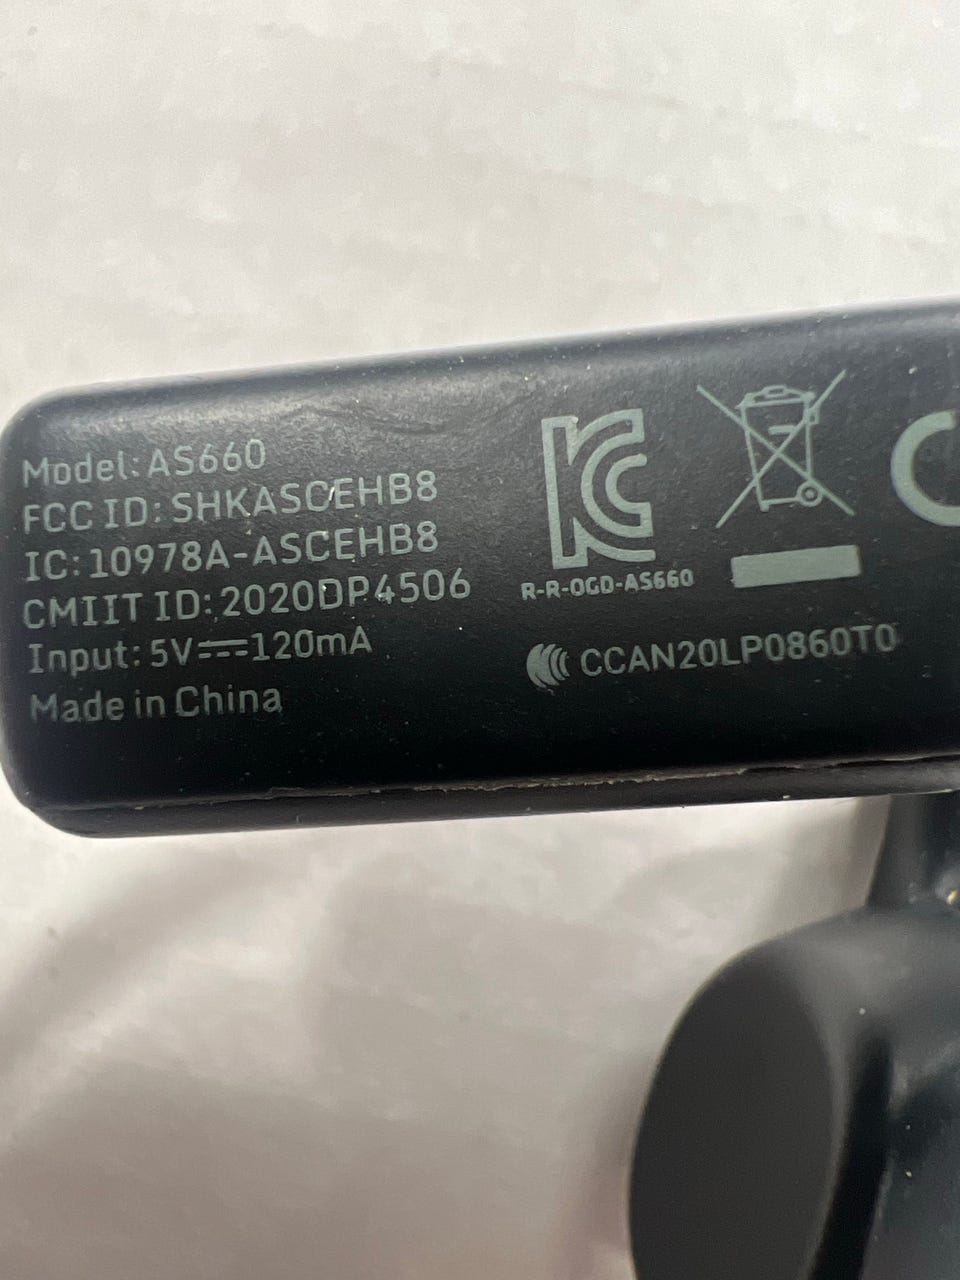 Model: AS660
FCC ID: SHKASCEHB8
IC: 10978A-ASCEHB8
CMIIT ID: 2020DP4506
Input: 5V⎓120mA
Made in China
KC
R-R-OGD-AS660
CCAN20LP0860T0
C